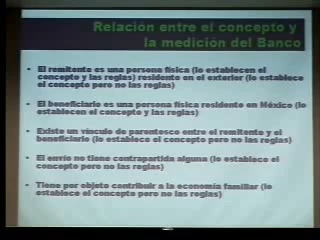 Relación entre el concepto y
la medición del Banco
• El remitente es una persona física (lo establecen el
concepto y las reglas) residente en el exterior (lo establece
el concepto pero no las reglas)
• El beneficiario es una persona física residente en México (lo
establecen el concepto y las reglas)
• Existe un vínculo de parentesco entre el remitente y el
beneficiario (lo establece el concepto pero no las reglas)
• El envío no tiene contrapartida alguna (lo establece el
concepto pero no las reglas)
• Tiene por objeto contribuir a la economía familiar (lo
establece el concepto pero no las reglas)